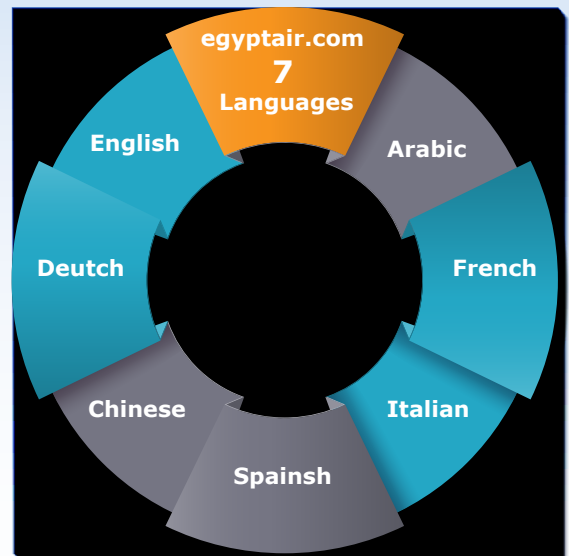 egyptair.com
7
Languages
Arabic
French
Italian
Spainsh
Chinese
Deutch
English